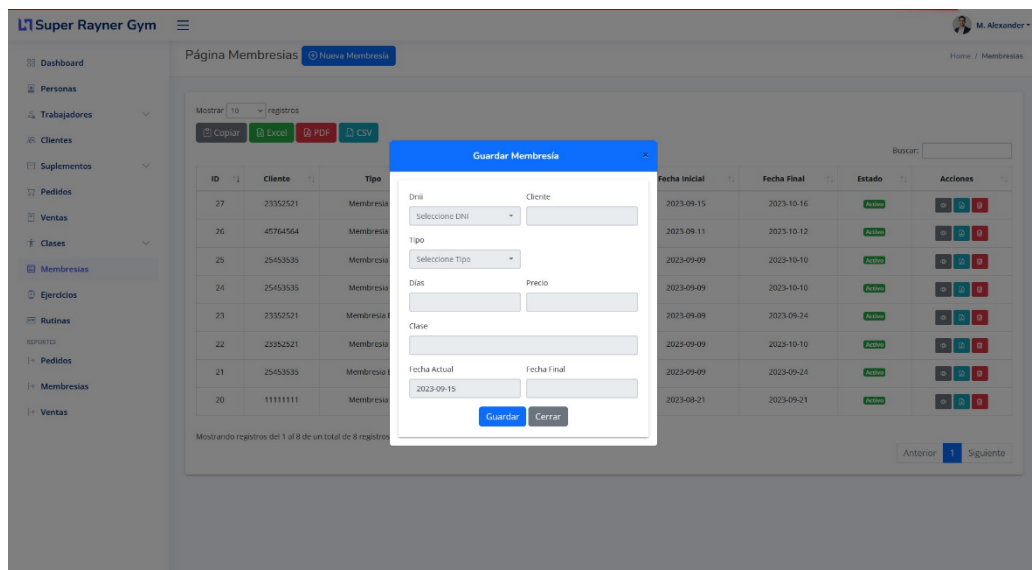 Super Rayner Gym
M. Alexander
Dashboard
Personas
Trabajadores
Clientes
Suplementos
Pedidos
Ventas
Clases
Membresias
Ejercicios
Rutinas
REPORTES
Pedidos
Membresias
Ventas
Página Membresias Nueva Membresía
Home / Membresias
Mostrar 10 registros
Copiar Excel PDF CSV
Buscar:
ID Cliente Tipo Fecha Inicial Fecha Final Estado Acciones
27 23352521 Membresia 2023-09-15 2023-10-16 Activo
26 45764564 Membresia 2023-09-11 2023-10-12 Activo
25 25453535 Membresia 2023-09-09 2023-10-10 Activo
24 25453535 Membresia 2023-09-09 2023-10-10 Activo
23 23352521 Membresia 2023-09-09 2023-09-24 Activo
22 23352521 Membresia 2023-09-09 2023-10-10 Activo
21 25453535 Membresia 2023-09-09 2023-09-24 Activo
20 11111111 Membresia 2023-08-21 2023-09-21 Activo
Mostrando registros del 1 al 8 de un total de 8 registros
Anterior 1 Siguiente
Guardar Membresía ×
Dnii Cliente
Seleccione DNI
Tipo
Seleccione Tipo
Días Precio
Clase
Fecha Actual Fecha Final
2023-09-15
Guardar Cerrar